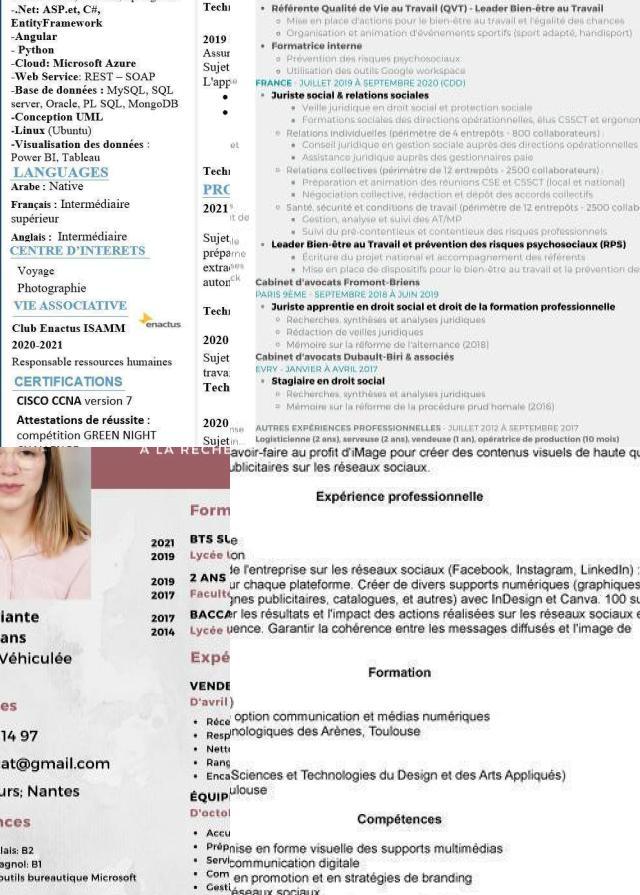 -.Net: ASP.et, C#,
EntityFramework
-Angular
- Python
-Cloud: Microsoft Azure
-Web Service: REST – SOAP
-Base de données : MySQL, SQL
server, Oracle, PL SQL, MongoDB
-Conception UML
-Linux (Ubuntu)
-Visualisation des données :
Power BI, Tableau
LANGUAGES
Arabe : Native
Français : Intermédiaire
supérieur
Anglais : Intermédiaire
CENTRE D'INTERETS
Voyage
Photographie
VIE ASSOCIATIVE
enactus
Club Enactus ISAMM
2020-2021
Responsable ressources humaines
CERTIFICATIONS
CISCO CCNA version 7
Attestations de réussite :
compétition GREEN NIGHT
Techn
2019
Assur
Sujet
L'app
Techn
PRO
2021
Sujet
prépa
extra
autor
Techn
2020
Sujet
trava
Tech
2020
Sujet
• Référente Qualité de Vie au Travail (QVT) - Leader Bien-être au Travail
Mise en place d'actions pour le bien-être au travail et l'égalité des chances
Organisation et animation d'événements sportifs (sport adapté, handisport)
• Formatrice interne
Prévention des risques psychosociaux
Utilisation des outils Google workspace
FRANCE - JUILLET 2019 À SEPTEMBRE 2020 (CDD)
• Juriste social & relations sociales
Veille juridique en droit social et protection sociale
Formations sociales des directions opérationnelles, élus CSSCT et ergonom
Relations individuelles (périmètre de 4 entrepôts - 800 collaborateurs) :
Conseil juridique en gestion sociale auprès des directions opérationnelles
Assistance juridique auprès des gestionnaires paie
Relations collectives (périmètre de 12 entrepôts - 2500 collaborateurs) :
Préparation et animation des réunions CSE et CSSCT (local et national)
Négociation collective, rédaction et dépôt des accords collectifs
Santé, sécurité et conditions de travail (périmètre de 12 entrepôts - 2500 collab
Gestion, analyse et suivi des AT/MP
Suivi du pré-contentieux et contentieux des risques professionnels
• Leader Bien-être au Travail et prévention des risques psychosociaux (RPS)
Écriture du projet national et accompagnement des référents
Mise en place de dispositifs pour le bien-être au travail et la prévention de
Cabinet d'avocats Fromont-Briens
PARIS 9ÈME - SEPTEMBRE 2018 À JUIN 2019
• Juriste apprentie en droit social et droit de la formation professionnelle
Recherches, synthèses et analyses juridiques
Rédaction de veilles juridiques
Mémoire sur la réforme de l'alternance (2018)
Cabinet d'avocats Dubault-Biri & associés
EVRY - JANVIER À AVRIL 2017
• Stagiaire en droit social
Recherches, synthèses et analyses juridiques
Mémoire sur la réforme de la procédure prud'homale (2016)
AUTRES EXPÉRIENCES PROFESSIONNELLES - JUILLET 2012 À DÉCEMBRE 2017
Logisticienne (2 ans), serveuse (2 ans), vendeuse (1 an), opératrice de production (10 mois)
A LA RECHE
iante
ans
Véhiculée
es
14 97
at@gmail.com
urs; Nantes
nces
lais: B2
agnol: B1
outils bureautique Microsoft
Form
2021 BTS SU
2019 Lycée
2019 2 ANS
2017 Facult
2017 BACCA
2014 Lycée
Expé
VENDE
D'avril
• Réce
• Resp
• Nett
• Rang
• Enca
ÉQUIP
D'octo
• Accu
• Prép
• Servi
• Com
• Gesti
avoir-faire au profit d'iMage pour créer des contenus visuels de haute qu
ublicitaires sur les réseaux sociaux.
Expérience professionnelle
de l'entreprise sur les réseaux sociaux (Facebook, Instagram, LinkedIn) :
ur chaque plateforme. Créer de divers supports numériques (graphiques
gnes publicitaires, catalogues, et autres) avec InDesign et Canva. 100 su
er les résultats et l'impact des actions réalisées sur les réseaux sociaux e
uence. Garantir la cohérence entre les messages diffusés et l'image de
Formation
option communication et médias numériques
nologiques des Arènes, Toulouse
Sciences et Technologies du Design et des Arts Appliqués)
ulouse
Compétences
mise en forme visuelle des supports multimédias
communication digitale
en promotion et en stratégies de branding
éseaux sociaux